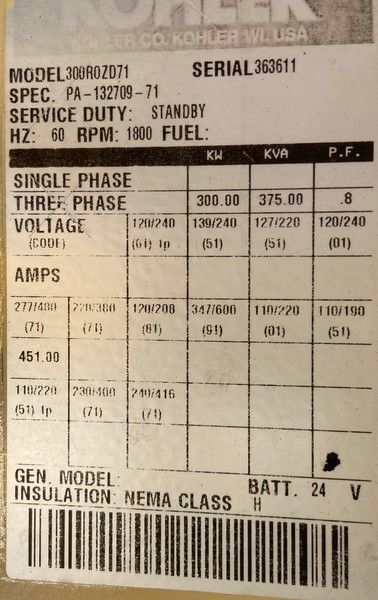 KOHLER
KOHLER CO. KOHLER WI. USA
MODEL 300ROZD71 SERIAL 363611
SPEC. PA-132709-71
SERVICE DUTY: STANDBY
HZ: 60 RPM: 1800 FUEL:
KW KVA P.F.
SINGLE PHASE
THREE PHASE 300.00 375.00 .8
VOLTAGE 120/240 139/240 127/220 120/240
(CODE) (61) 1p (51) (51) (01)
AMPS
277/480 220/380 120/208 347/600 110/220 110/190
(71) (71) (81) (91) (01) (51)
451.00
110/220 230/400 240/416
(51) 1p (71) (71)
GEN. MODEL: BATT. 24 V
INSULATION: NEMA CLASS H